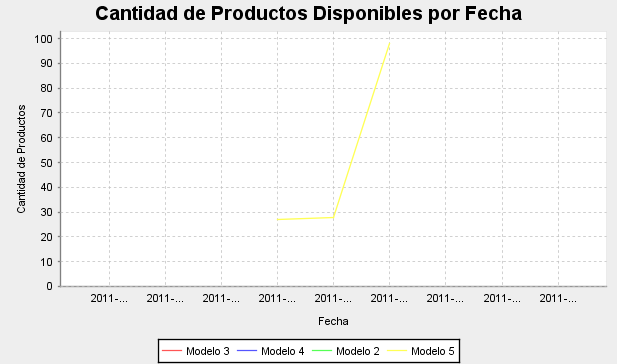 Cantidad de Productos Disponibles por Fecha
Cantidad de Productos
100
90
80
70
60
50
40
30
20
10
0
2011-... 2011-... 2011-... 2011-... 2011-... 2011-... 2011-... 2011-... 2011-...
Fecha
Modelo 3 Modelo 4 Modelo 2 Modelo 5